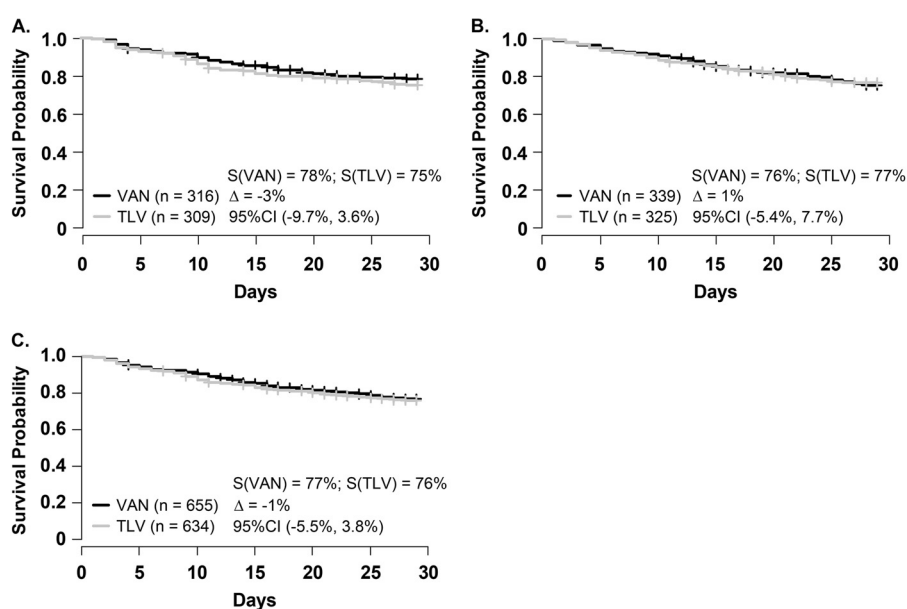 A.
Survival Probability
1.0
0.8
0.6
0.4
0.2
0
S(VAN) = 78%; S(TLV) = 75%
VAN (n = 316) Δ = -3%
TLV (n = 309) 95%CI (-9.7%, 3.6%)
0 5 10 15 20 25 30
Days
B.
Survival Probability
1.0
0.8
0.6
0.4
0.2
0
S(VAN) = 76%; S(TLV) = 77%
VAN (n = 339) Δ = 1%
TLV (n = 325) 95%CI (-5.4%, 7.7%)
0 5 10 15 20 25 30
Days
C.
Survival Probability
1.0
0.8
0.6
0.4
0.2
0
S(VAN) = 77%; S(TLV) = 76%
VAN (n = 655) Δ = -1%
TLV (n = 634) 95%CI (-5.5%, 3.8%)
0 5 10 15 20 25 30
Days